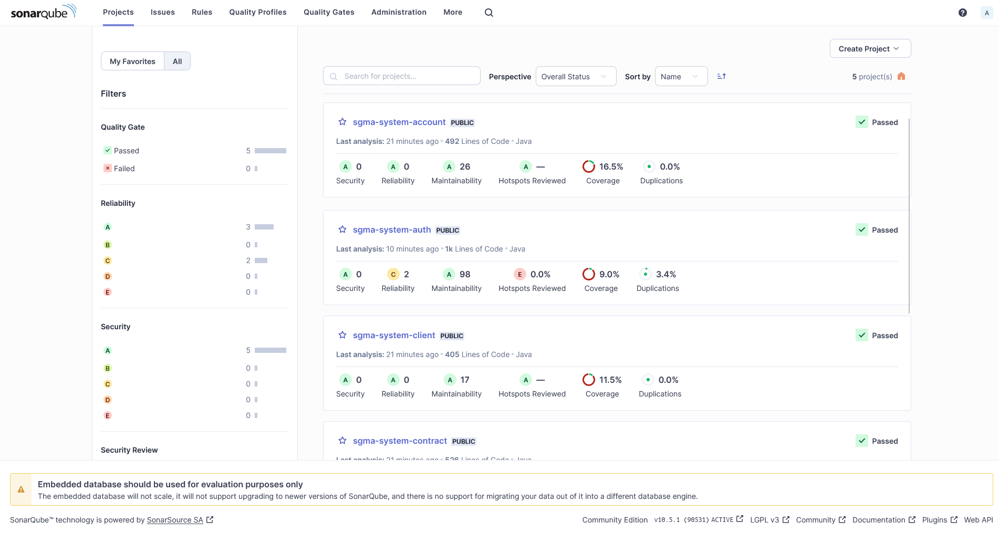 sonarqube Projects Issues Rules Quality Profiles Quality Gates Administration More A
My Favorites All
Filters
Quality Gate
Passed 5
Failed 0
Reliability
A 3
B 0
C 2
D 0
E 0
Security
A 5
B 0
C 0
D 0
E 0
Security Review
Create Project
Search for projects... Perspective Overall Status Sort by Name 5 project(s)
sgma-system-account PUBLIC Passed
Last analysis: 21 minutes ago • 492 Lines of Code • Java
A 0 A 0 A 26 A — 16.5% 0.0%
Security Reliability Maintainability Hotspots Reviewed Coverage Duplications
sgma-system-auth PUBLIC Passed
Last analysis: 10 minutes ago • 1k Lines of Code • Java
A 0 C 2 A 98 E 0.0% 9.0% 3.4%
Security Reliability Maintainability Hotspots Reviewed Coverage Duplications
sgma-system-client PUBLIC Passed
Last analysis: 21 minutes ago • 405 Lines of Code • Java
A 0 A 0 A 17 A — 11.5% 0.0%
Security Reliability Maintainability Hotspots Reviewed Coverage Duplications
sgma-system-contract PUBLIC Passed
Last analysis: 21 minutes ago • 526 Lines of Code • Java
Embedded database should be used for evaluation purposes only
The embedded database will not scale, it will not support upgrading to newer versions of SonarQube, and there is no support for migrating your data out of it into a different database engine.
SonarQube™ technology is powered by SonarSource SA Community Edition v10.5.1 (90531) ACTIVE LGPL v3 Community Documentation Plugins Web API